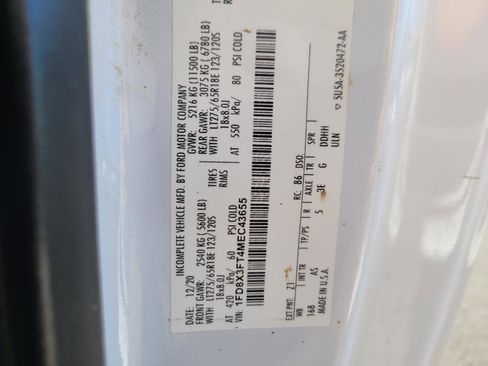 INCOMPLETE VEHICLE MFD. BY FORD MOTOR COMPANY
12/20 GVWR: 5216 KG (11500 LB)
FRONT GAWR: 2540 KG (5600 LB) REAR GAWR: 3075 KG (6780 LB)
WITH LT275/65R18E 123/120S TIRES WITH LT275/65R18E 123/120S
18x8.0J RIMS 18x8.0J
AT 420 kPa/ 60 PSI COLD AT 550 kPa/ 80 PSI COLD
VIN: 1FD8X3FT4MEC43655
EXT PNT: Z1 RC: 86 DSO:
WB INT TR TP/PS R AXLE TR SPR
168 AS 5 3E G DDHH
MADE IN U.S.A. ULN
SU5A-3520472-AA